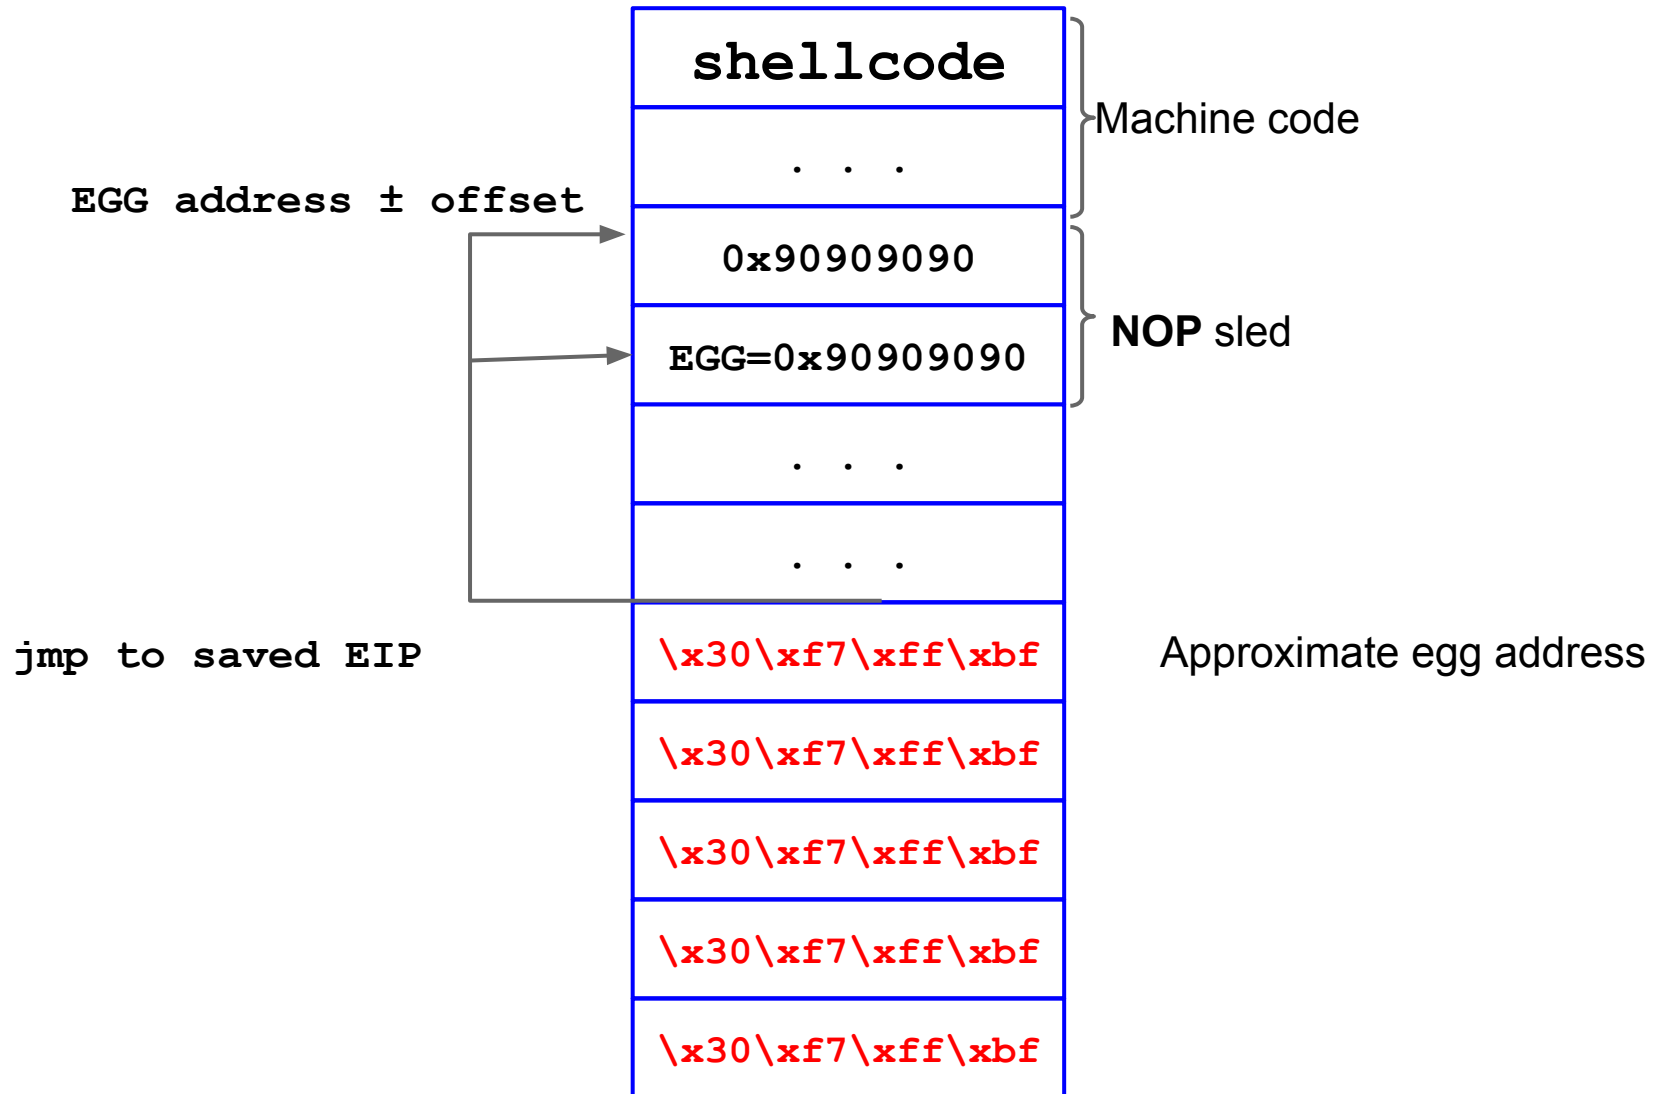 shellcode
Machine code
. . .
EGG address ± offset
0x90909090
NOP sled
EGG=0x90909090
. . .
. . .
jmp to saved EIP
\x30\xf7\xff\xbf
Approximate egg address
\x30\xf7\xff\xbf
\x30\xf7\xff\xbf
\x30\xf7\xff\xbf
\x30\xf7\xff\xbf